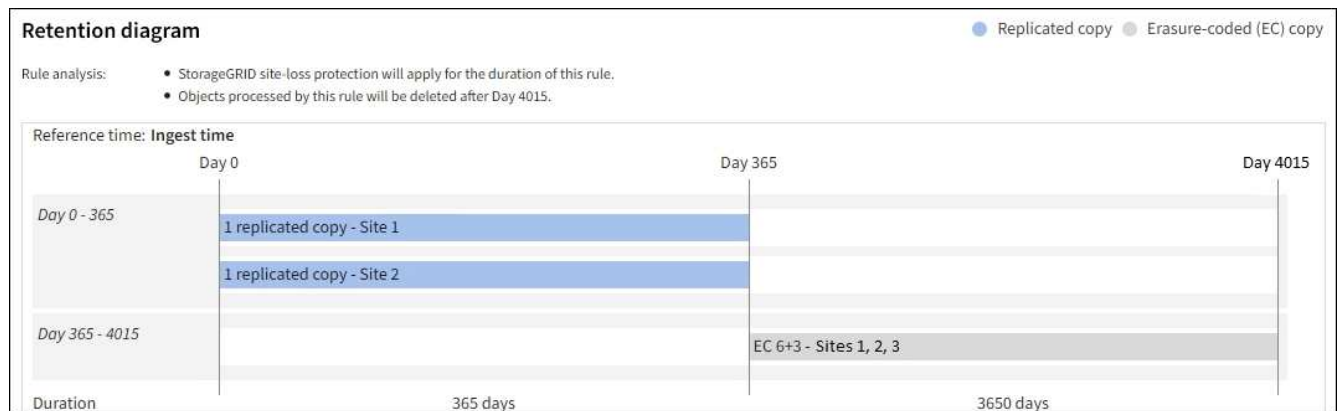 Retention diagram
Replicated copy Erasure-coded (EC) copy
Rule analysis:
• StorageGRID site-loss protection will apply for the duration of this rule.
• Objects processed by this rule will be deleted after Day 4015.
Reference time: Ingest time
Day 0 Day 365 Day 4015
Day 0 - 365
1 replicated copy - Site 1
1 replicated copy - Site 2
Day 365 - 4015
EC 6+3 - Sites 1, 2, 3
Duration 365 days 3650 days